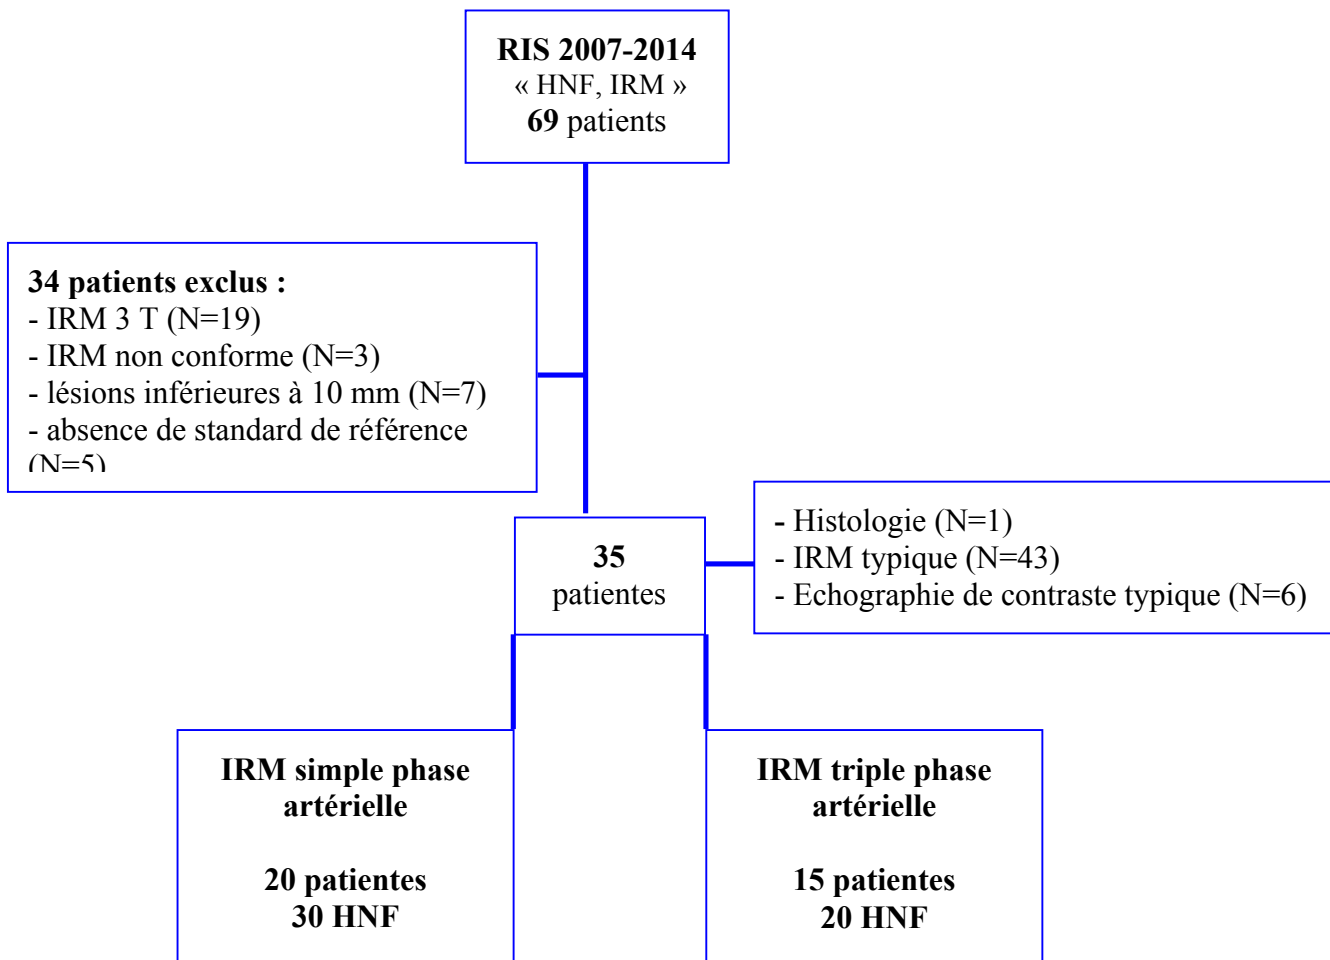 RIS 2007-2014
« HNF, IRM »
69 patients
34 patients exclus :
- IRM 3 T (N=19)
- IRM non conforme (N=3)
- lésions inférieures à 10 mm (N=7)
- absence de standard de référence
(N=5)
35
patientes
- Histologie (N=1)
- IRM typique (N=43)
- Echographie de contraste typique (N=6)
IRM simple phase
artérielle
20 patientes
30 HNF
IRM triple phase
artérielle
15 patientes
20 HNF